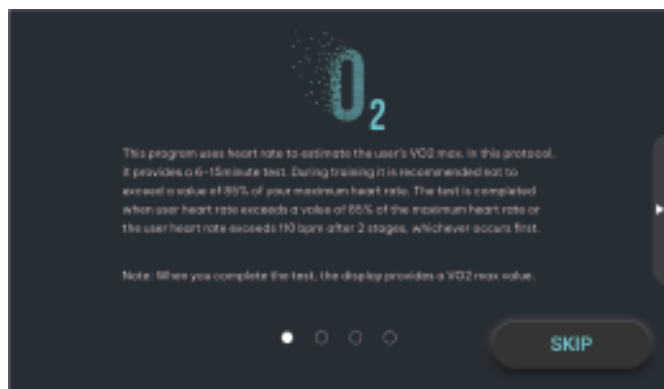 O2
This program uses heart rate to estimate the user's VO2 max. In this protocol,
it provides a 6-15minute test. During training it is recommended not to
exceed a value of 85% of your maximum heart rate. The test is completed
when user heart rate exceeds a value of 85% of the maximum heart rate or
the user heart rate exceeds 110 bpm after 2 stages, whichever occurs first.
Note: When you complete the test, the display provides a VO2 max value.
SKIP